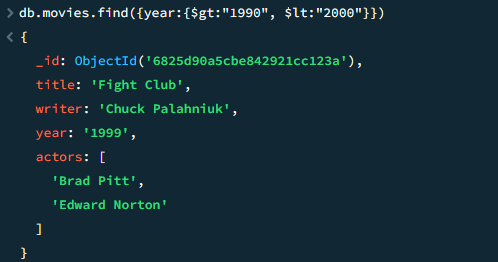 > db.movies.find({year:{$gt:"1990", $lt:"2000"}})
< {
_id: ObjectId('6825d90a5cbe842921cc123a'),
title: 'Fight Club',
writer: 'Chuck Palahniuk',
year: '1999',
actors: [
'Brad Pitt',
'Edward Norton'
]
}